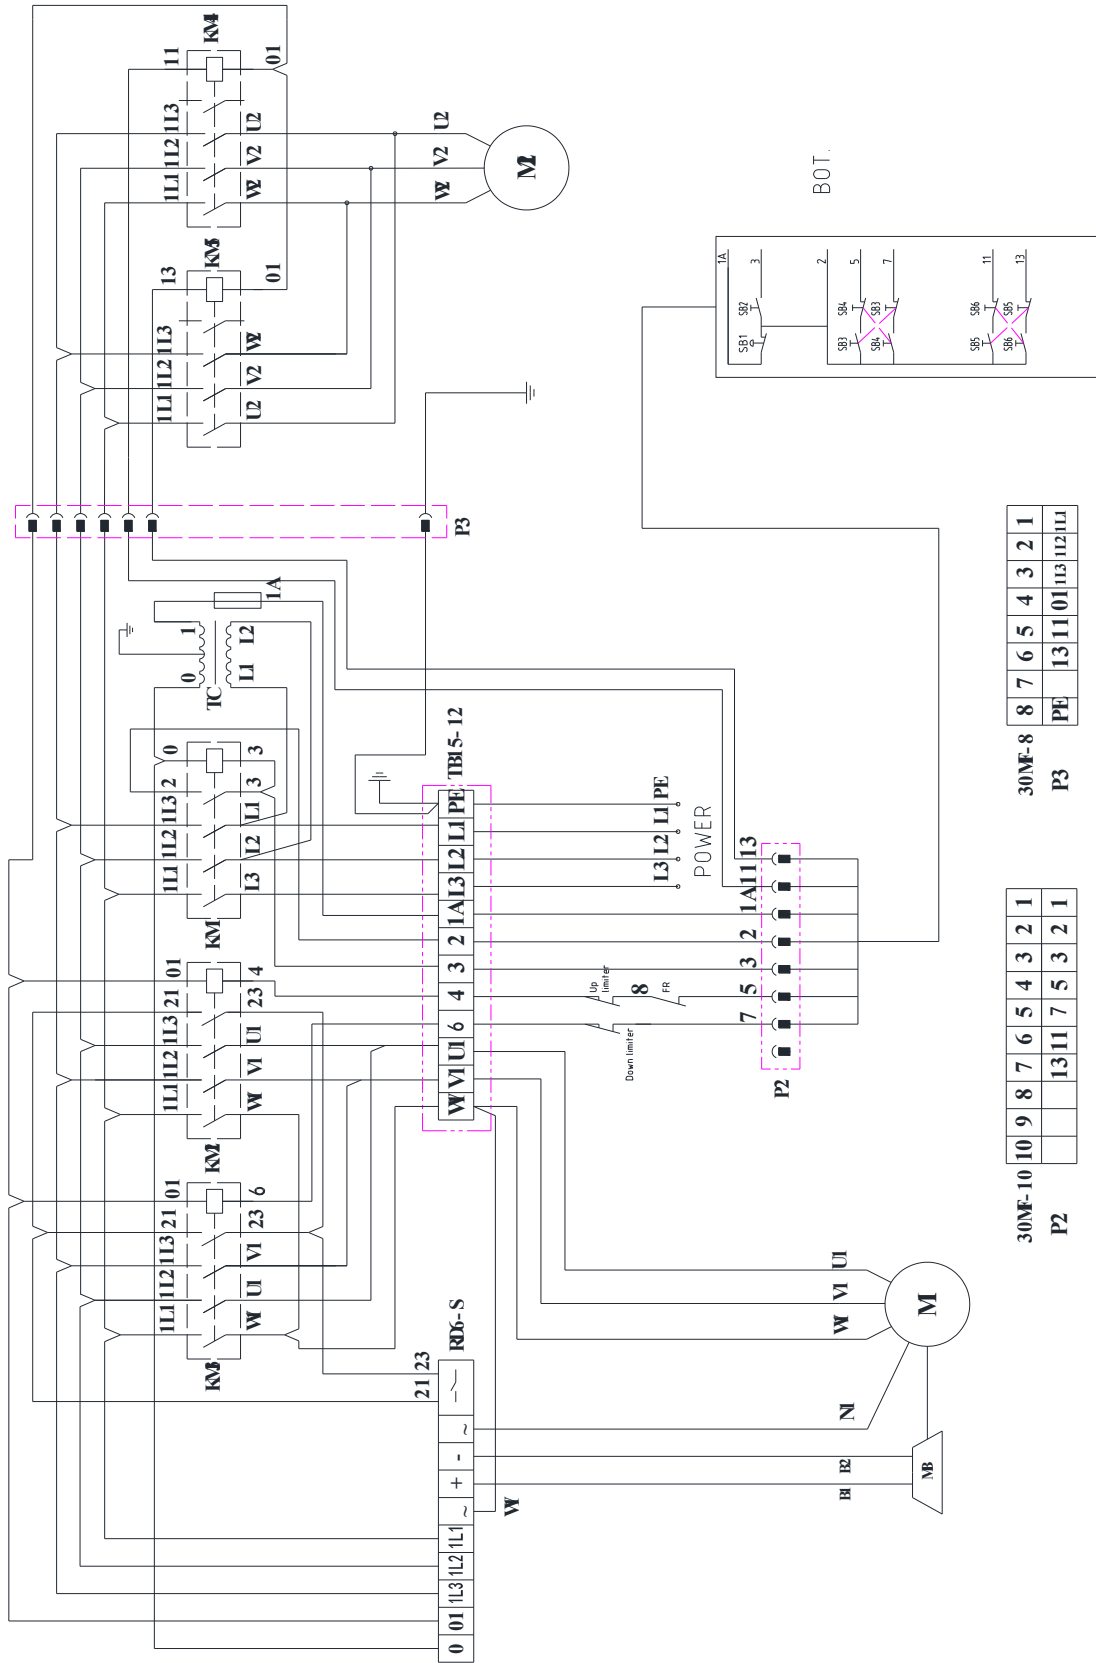 KM4
11
01
1L3
U2
1L2
V2
1L1
W2
U2
V2
W2
M2
KM5
13
01
1L3
W2
1L2
V2
1L1
U2
P3
BOT.
1A
3
2
5
7
11
13
SB2
SB1
SB4
SB3
SB3
SB4
SB6
SB5
SB5
SB6
1A
1
0
L2
L1
TC
KM
0
3
2
3
1L3
L1
1L2
L2
1L1
L3
TB15-12
PE
L1
L2
L3
1A
2
3
4
6
U1
V1
W1
PE
L1
L2
L3
POWER
13
11
1A
2
3
5
7
8
FR
Up
limiter
Down limiter
P2
KM2
01
4
21
23
1L3
U1
1L2
V1
1L1
W1
KM3
01
6
21
23
1L3
V1
1L2
U1
1L1
W1
RD6-S
23
21
~
-
+
~
1L1
1L2
1L3
01
0
W1
U1
V1
W1
M
N1
B2
B1
MB
30MF-8
8 7 6 5 4 3 2 1
P3
PE 13 11 01 1L3 1L2 1L1
30MF-10
10 9 8 7 6 5 4 3 2 1
P2
13 11 7 5 3 2 1